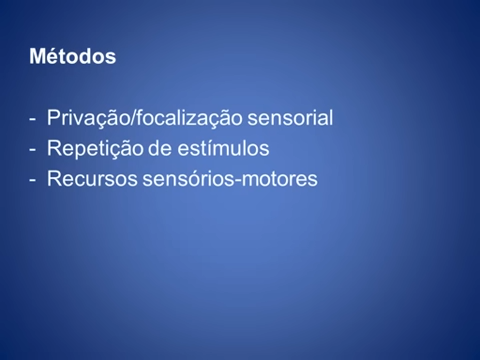 Métodos
- Privação/focalização sensorial
- Repetição de estímulos
- Recursos sensórios-motores